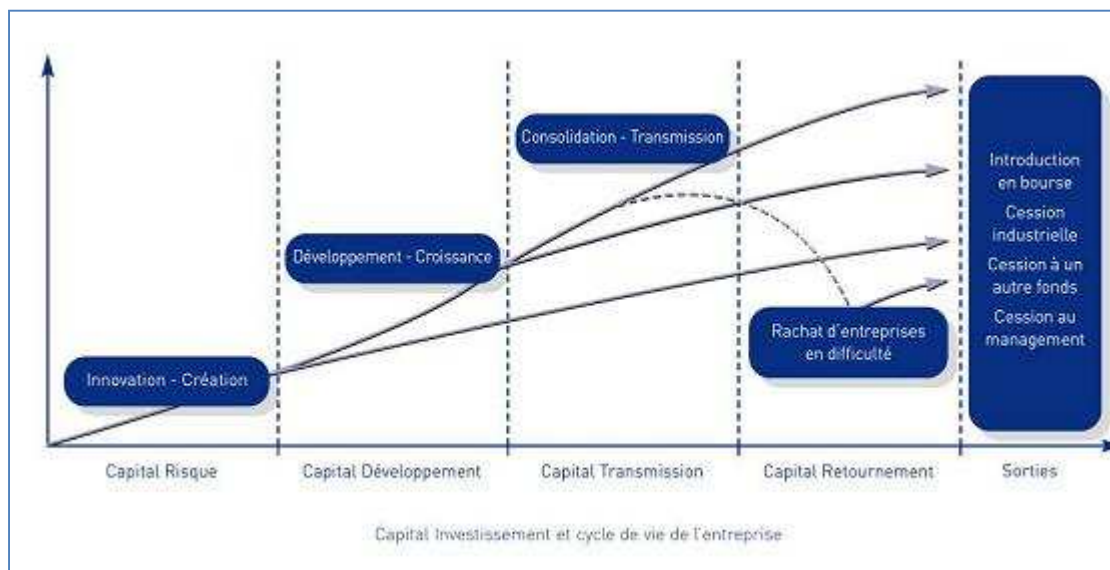 Consolidation - Transmission
Développement - Croissance
Innovation - Création
Rachat d'entreprises
en difficulté
Introduction
en bourse
Cession
industrielle
Cession à un
autre fonds
Cession au
management
Capital Risque
Capital Développement
Capital Transmission
Capital Retournement
Sorties
Capital Investissement et cycle de vie de l'entreprise